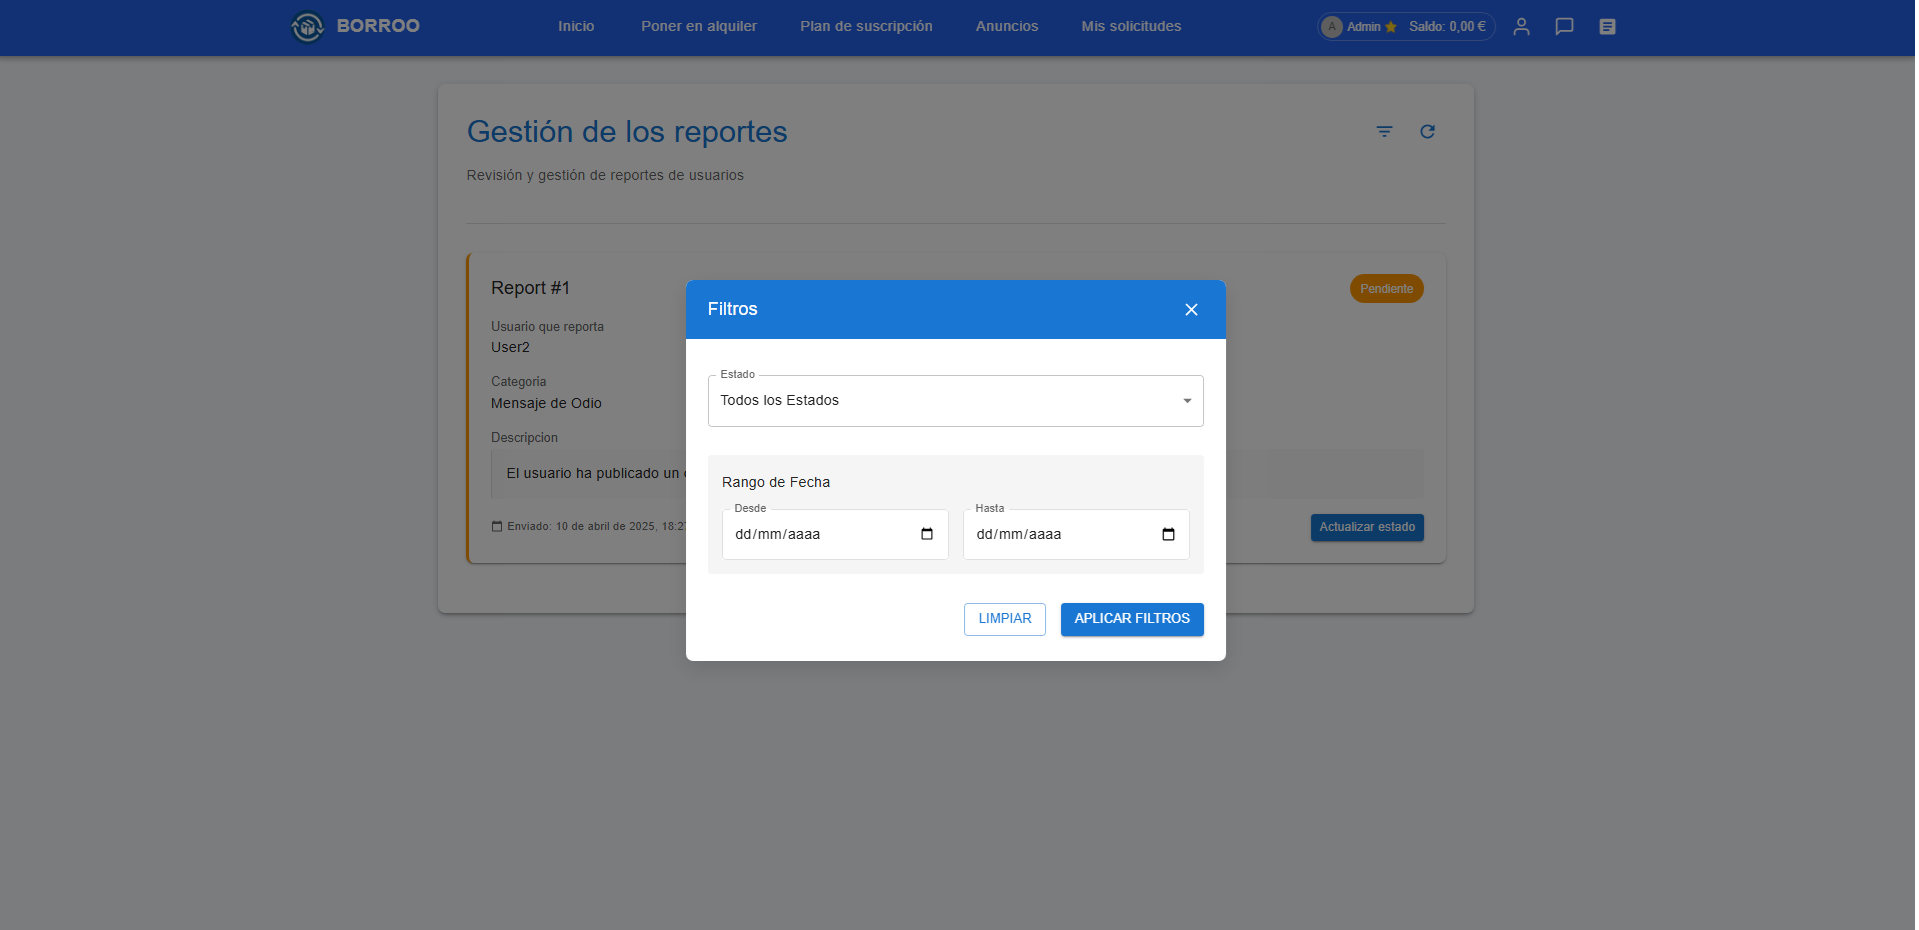 BORROO
Inicio
Poner en alquiler
Plan de suscripción
Anuncios
Mis solicitudes
A
Admin
Saldo: 0,00 €
Gestión de los reportes
Revisión y gestión de reportes de usuarios
Report #1
Pendiente
Usuario que reporta
User2
Categoria
Mensaje de Odio
Descripcion
El usuario ha publicado un
Enviado: 10 de abril de 2025, 18:27
Actualizar estado
Filtros
Estado
Todos los Estados
Rango de Fecha
Desde
dd/mm/aaaa
Hasta
dd/mm/aaaa
LIMPIAR
APLICAR FILTROS